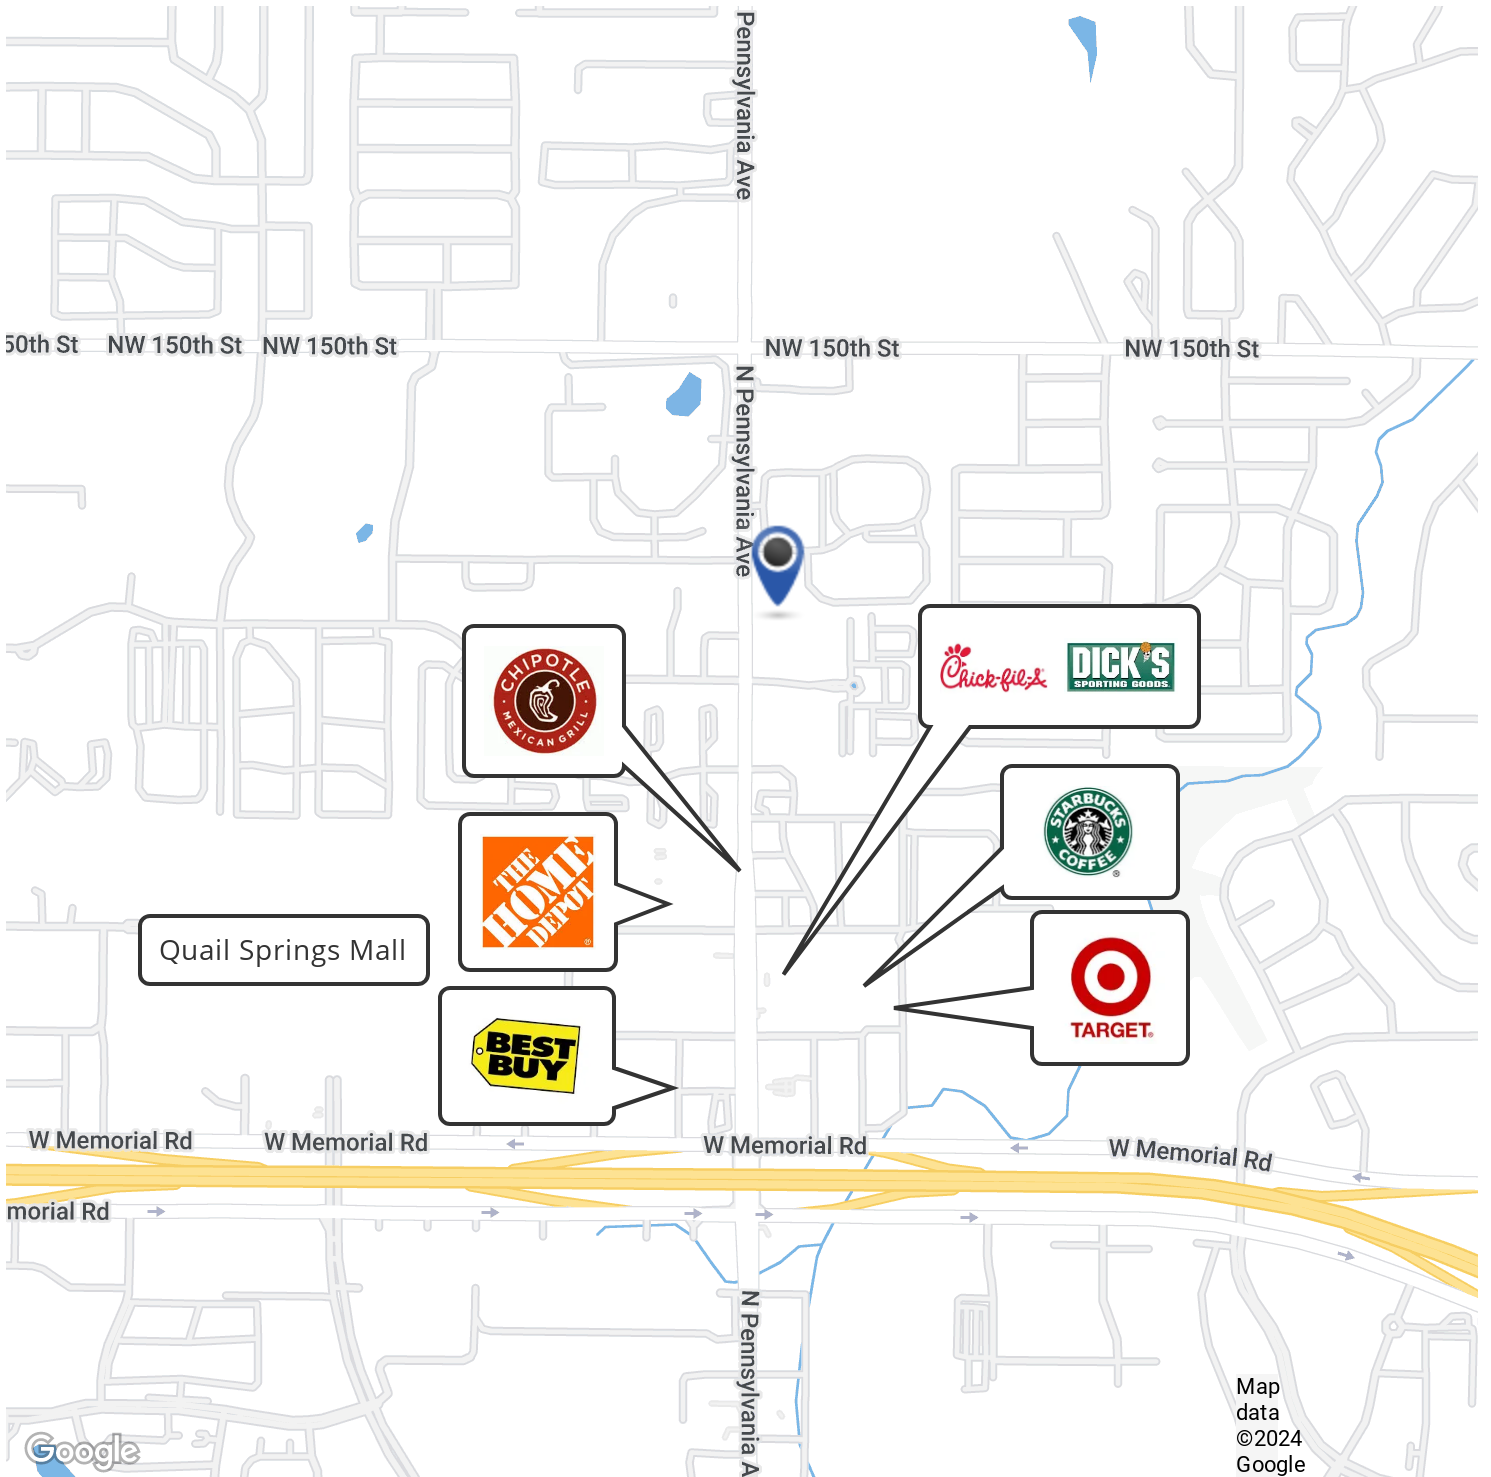 Pennsylvania Ave
50th St
NW 150th St
NW 150th St
NW 150th St
NW 150th St
N Pennsylvania Ave
CHIPOTLE
MEXICAN GRILL
Chick-fil-A
DICK'S
SPORTING GOODS
STARBUCKS
COFFEE
®
THE
HOME
DEPOT
®
Quail Springs Mall
TARGET
BEST
BUY
W Memorial Rd
W Memorial Rd
W Memorial Rd
W Memorial Rd
morial Rd
N Pennsylvania A
Map
data
©2024
Google
Google